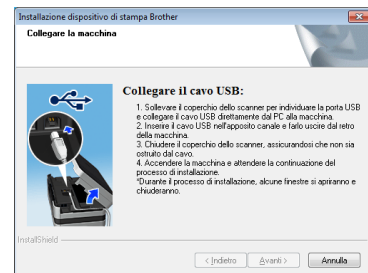 Installazione dispositivo di stampa Brother
Collegare la macchina
Collegare il cavo USB:
1. Sollevare il coperchio dello scanner per individuare la porta USB
e collegare il cavo USB direttamente dal PC alla macchina.
2. Inserire il cavo USB nell'apposito canale e farlo uscire dal retro
della macchina.
3. Chiudere il coperchio dello scanner, assicurandosi che non sia
ostruito dal cavo.
4. Accendere la macchina e attendere la continuazione del
processo di installazione.
*Durante il processo di installazione, alcune finestre si apriranno e
chiuderanno.
InstallShield
< Indietro
Avanti >
Annulla